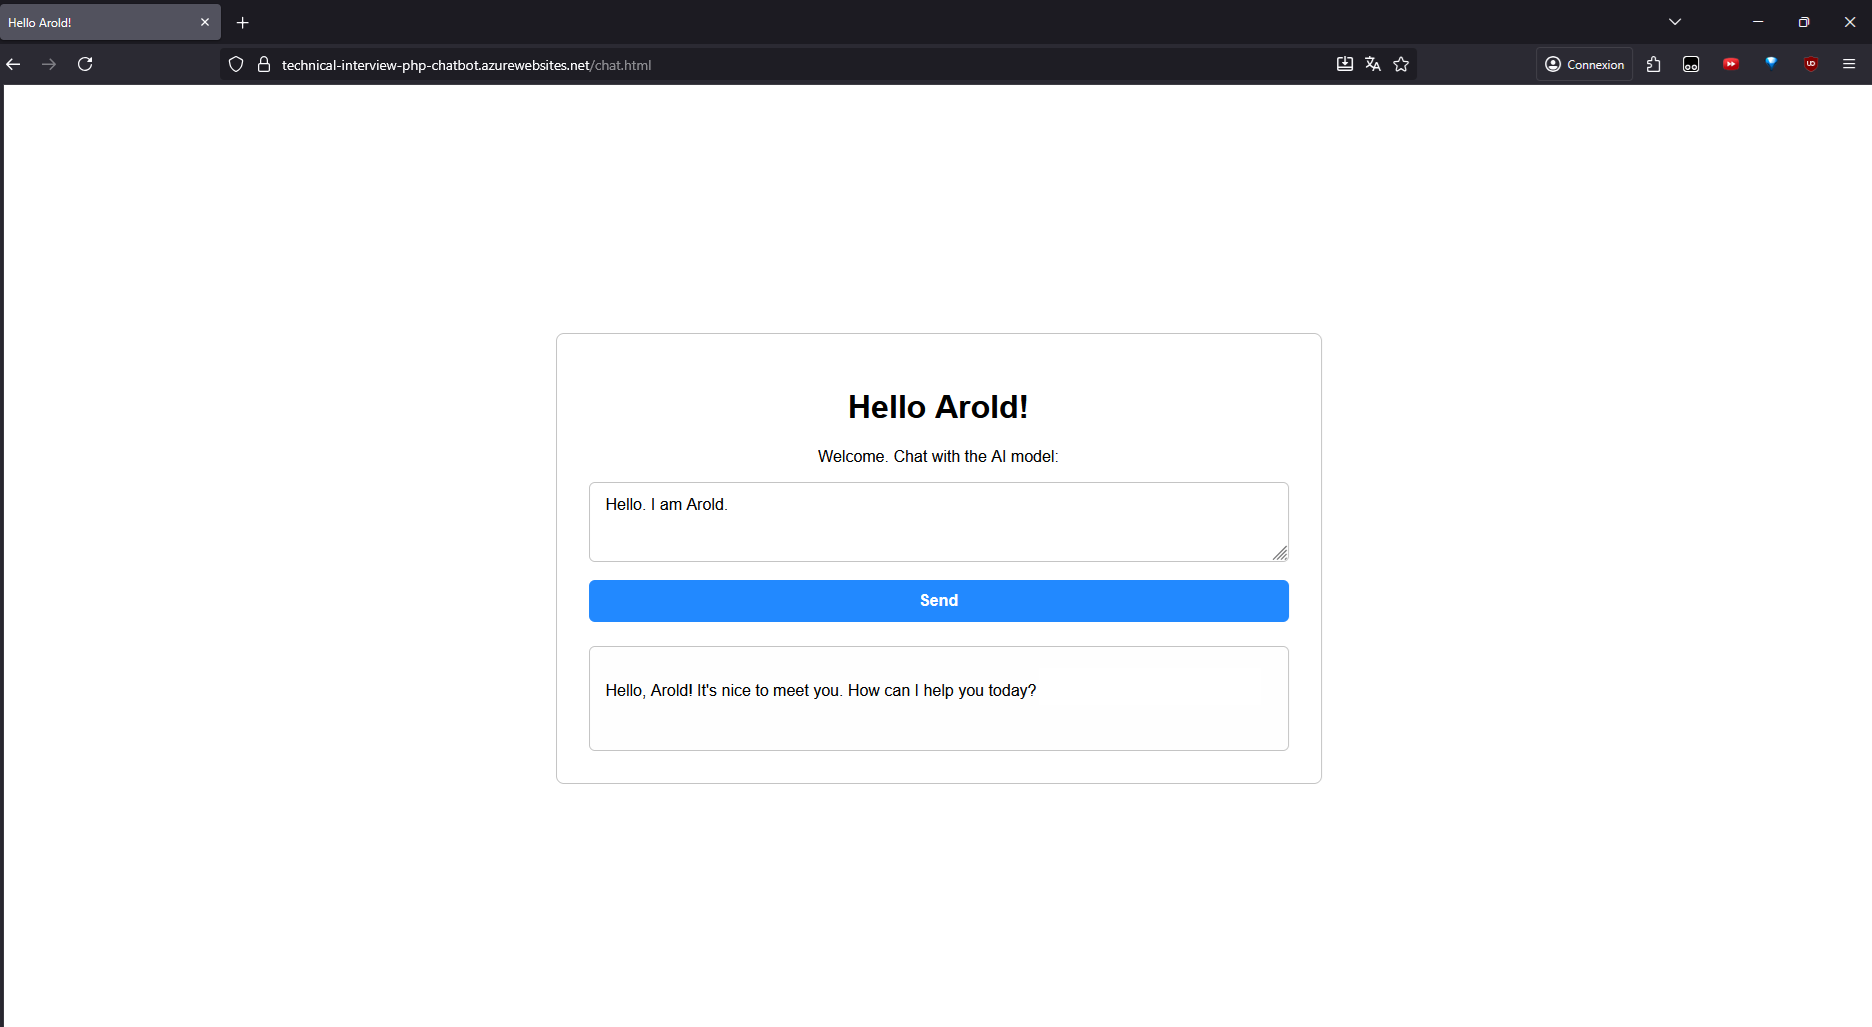 Hello Arold!
technical-interview-php-chatbot.azurewebsites.net/chat.html
Connexion
Hello Arold!
Welcome. Chat with the AI model:
Hello. I am Arold.
Send
Hello, Arold! It's nice to meet you. How can I help you today?